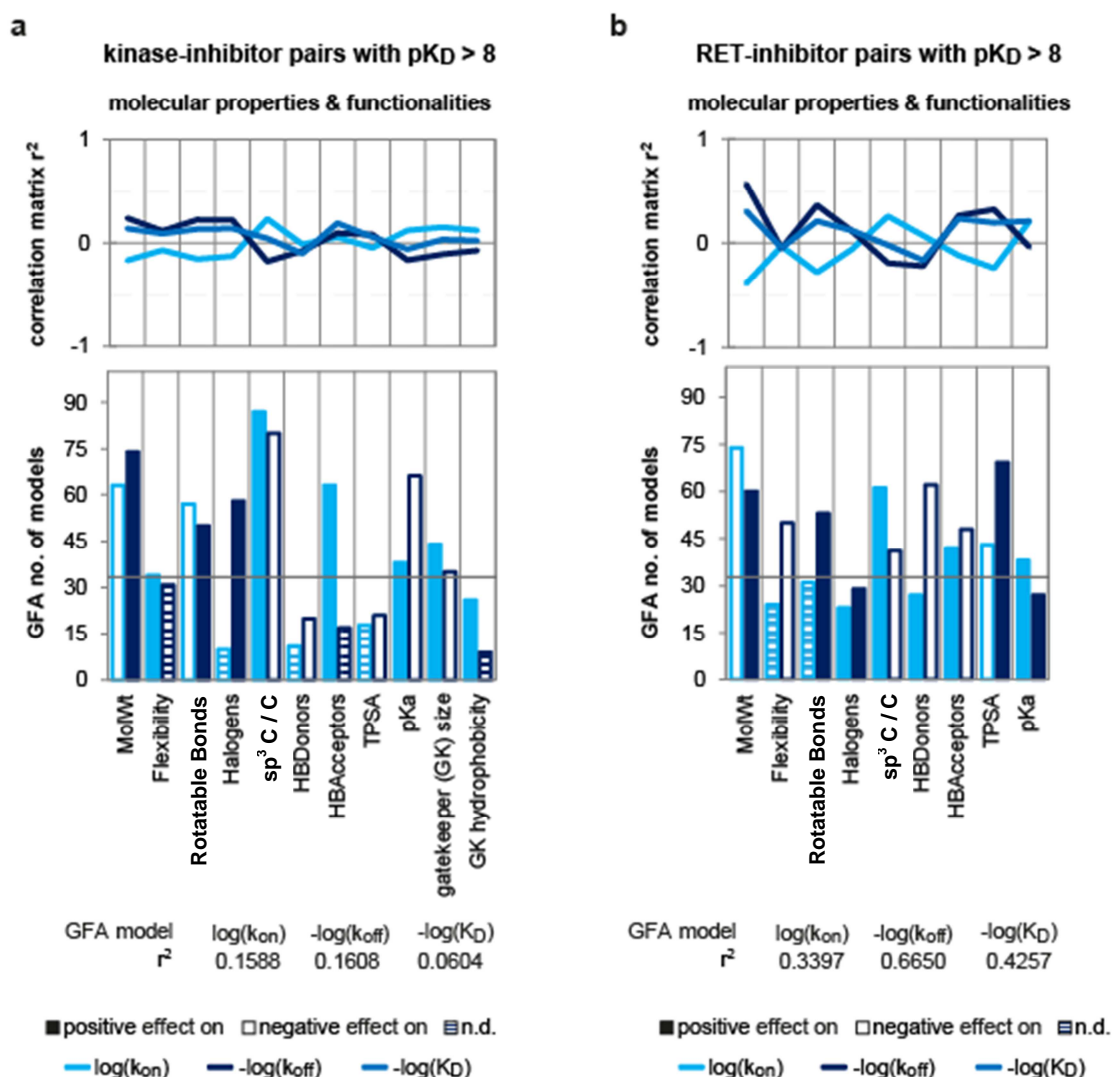 a
kinase-inhibitor pairs with pKD > 8
molecular properties & functionalities
correlation matrix r²
1
0
-1
GFA no. of models
90
75
60
45
30
15
0
MolWt
Flexibility
Rotatable Bonds
Halogens
sp³ C / C
HBDonors
HBAcceptors
TPSA
pKa
gatekeeper (GK) size
GK hydrophobicity
GFA model log(kon) -log(koff) -log(KD)
r² 0.1588 0.1608 0.0604
positive effect on negative effect on n.d.
log(kon) -log(koff) -log(KD)
b
RET-inhibitor pairs with pKD > 8
molecular properties & functionalities
correlation matrix r²
1
0
-1
GFA no. of models
90
75
60
45
30
15
0
MolWt
Flexibility
Rotatable Bonds
Halogens
sp³ C / C
HBDonors
HBAcceptors
TPSA
pKa
GFA model log(kon) -log(koff) -log(KD)
r² 0.3397 0.6650 0.4257
positive effect on negative effect on n.d.
log(kon) -log(koff) -log(KD)